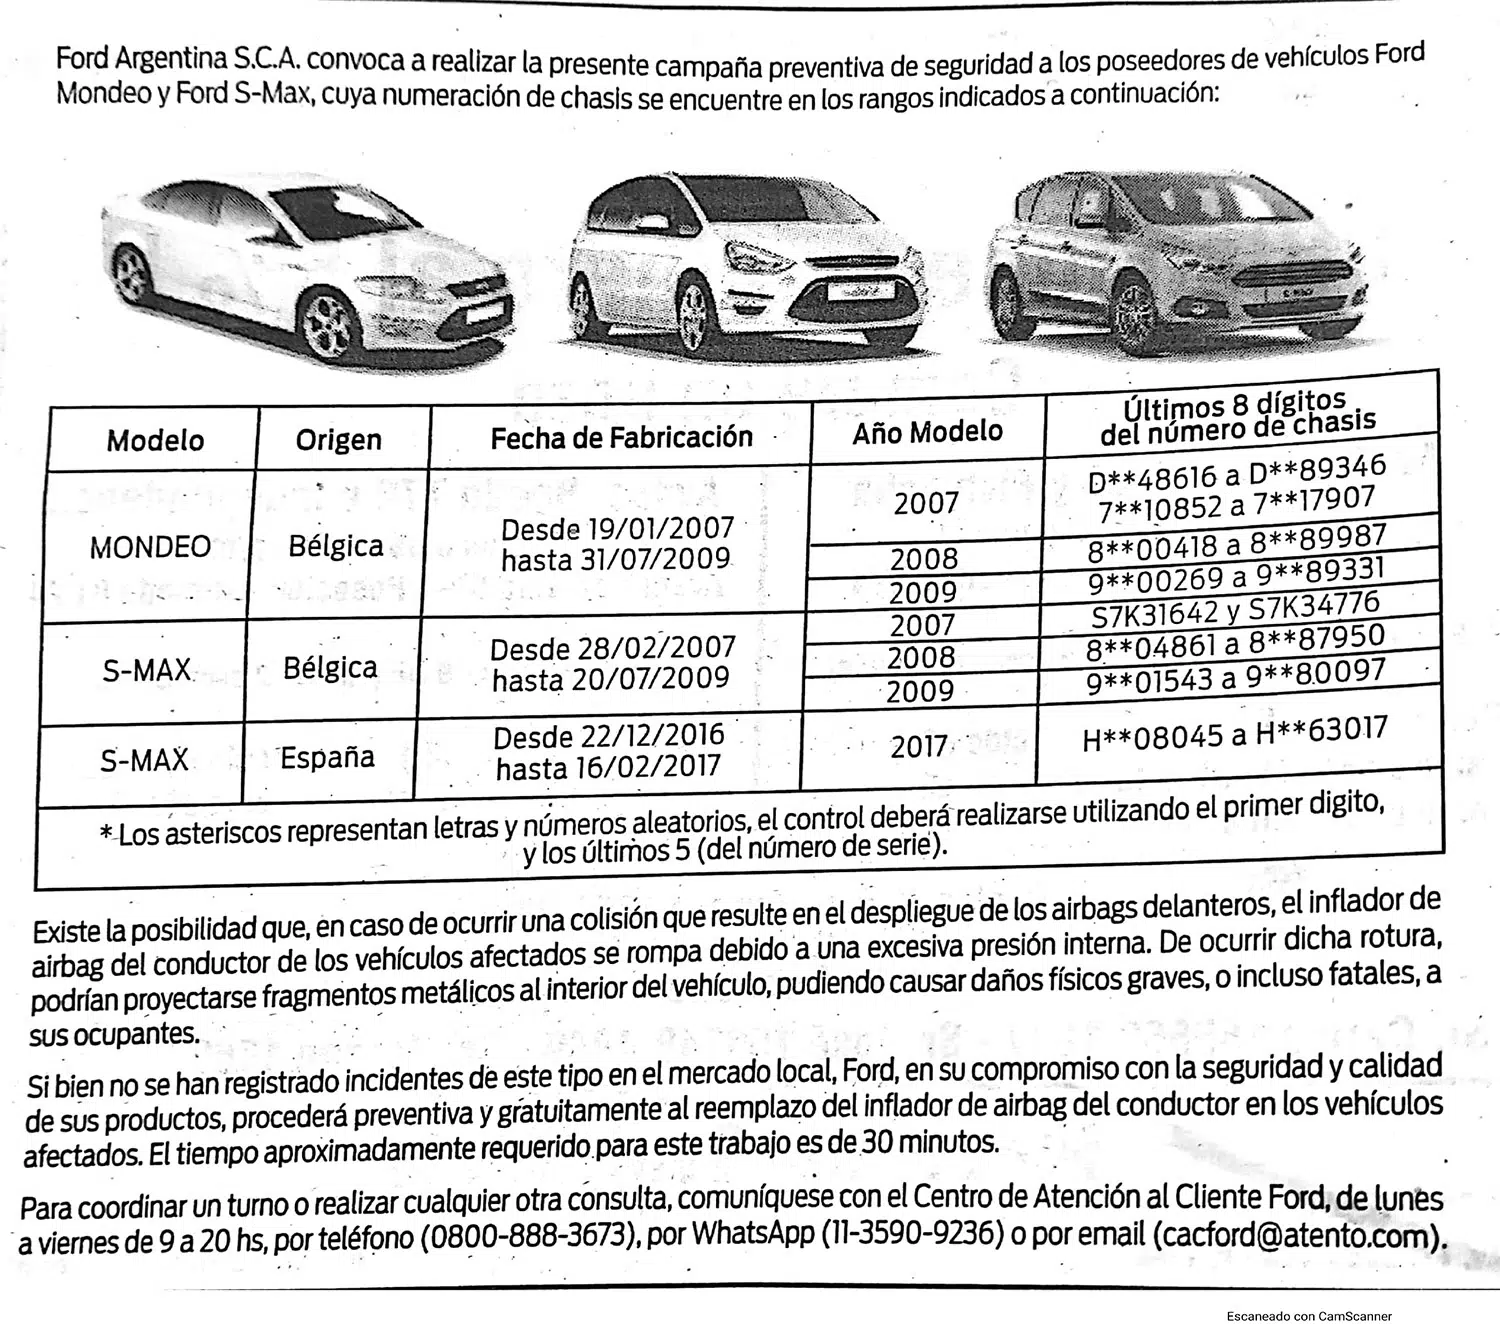 Ford Argentina S.C.A. convoca a realizar la presente campaña preventiva de seguridad a los poseedores de vehículos Ford
Mondeo y Ford S-Max, cuya numeración de chasis se encuentre en los rangos indicados a continuación:
Modelo Origen Fecha de Fabricación Año Modelo Últimos 8 dígitos
del número de chasis
MONDEO Bélgica Desde 19/01/2007
hasta 31/07/2009
2007 D**48616 a D**89346
7**10852 a 7**17907
2008 8**00418 a 8**89987
2009 9**00269 a 9**89331
S-MAX Bélgica Desde 28/02/2007
hasta 20/07/2009
2007 S7K31642 y S7K34776
2008 8**04861 a 8**87950
2009 9**01543 a 9**80097
S-MAX España Desde 22/12/2016
hasta 16/02/2017
2017 H**08045 a H**63017
* Los asteriscos representan letras y números aleatorios, el control deberá realizarse utilizando el primer digito,
y los últimos 5 (del número de serie).
Existe la posibilidad que, en caso de ocurrir una colisión que resulte en el despliegue de los airbags delanteros, el inflador de
airbag del conductor de los vehículos afectados se rompa debido a una excesiva presión interna. De ocurrir dicha rotura,
podrían proyectarse fragmentos metálicos al interior del vehículo, pudiendo causar daños físicos graves, o incluso fatales, a
sus ocupantes.
Si bien no se han registrado incidentes de este tipo en el mercado local, Ford, en su compromiso con la seguridad y calidad
de sus productos, procederá preventiva y gratuitamente al reemplazo del inflador de airbag del conductor en los vehículos
afectados. El tiempo aproximadamente requerido para este trabajo es de 30 minutos.
Para coordinar un turno o realizar cualquier otra consulta, comuníquese con el Centro de Atención al Cliente Ford, de lunes
a viernes de 9 a 20 hs, por teléfono (0800-888-3673), por WhatsApp (11-3590-9236) o por email (cacford@atento.com).
Escaneado con CamScanner